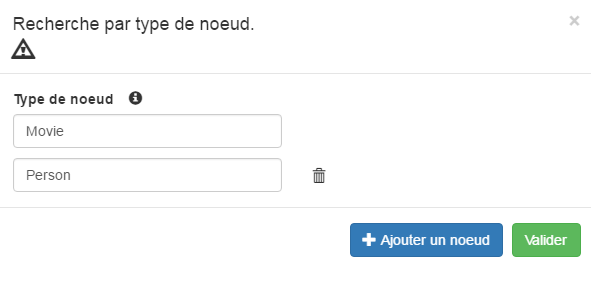 Recherche par type de noeud.
Type de noeud
Movie
Person
Ajouter un noeud
Valider